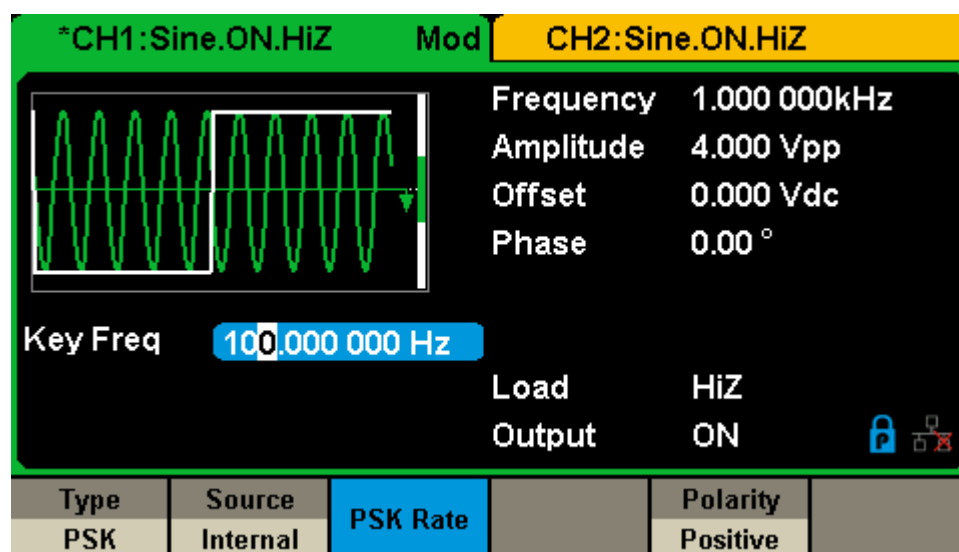 *CH1:Sine.ON.HiZ Mod CH2:Sine.ON.HiZ
Frequency 1.000 000kHz
Amplitude 4.000 Vpp
Offset 0.000 Vdc
Phase 0.00 °
Key Freq 100.000 000 Hz
Load HiZ
Output ON P
Type Source PSK Rate Polarity
PSK Internal Positive